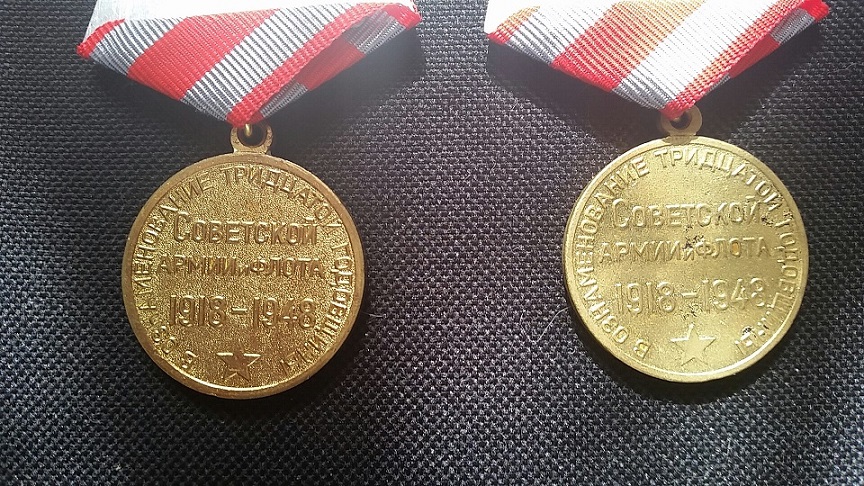 В ОЗНАМЕНОВАНИЕ ТРИДЦАТОЙ ГОДОВЩИНЫ
СОВЕТСКОЙ
АРМИИ и ФЛОТА
1918-1948
В ОЗНАМЕНОВАНИЕ ТРИДЦАТОЙ ГОДОВЩИНЫ
СОВЕТСКОЙ
АРМИИ и ФЛОТА
1918-1948